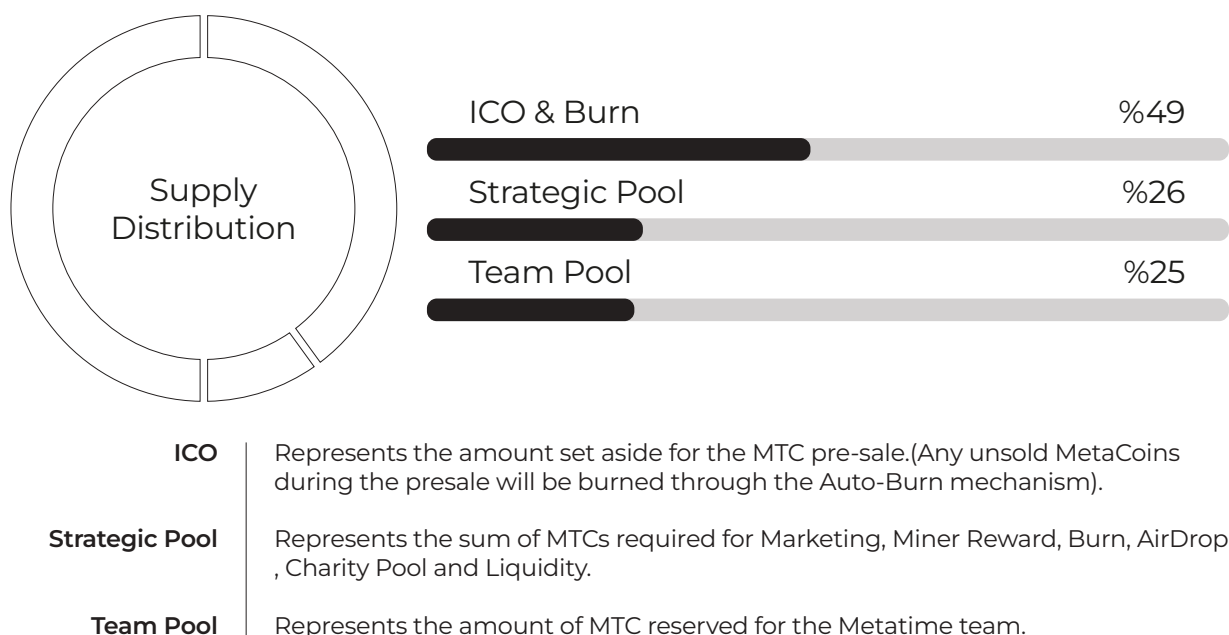 Supply
Distribution
ICO & Burn %49
Strategic Pool %26
Team Pool %25
ICO Represents the amount set aside for the MTC pre-sale.(Any unsold MetaCoins
during the presale will be burned through the Auto-Burn mechanism).
Strategic Pool Represents the sum of MTCs required for Marketing, Miner Reward, Burn, AirDrop
, Charity Pool and Liquidity.
Team Pool Represents the amount of MTC reserved for the Metatime team.